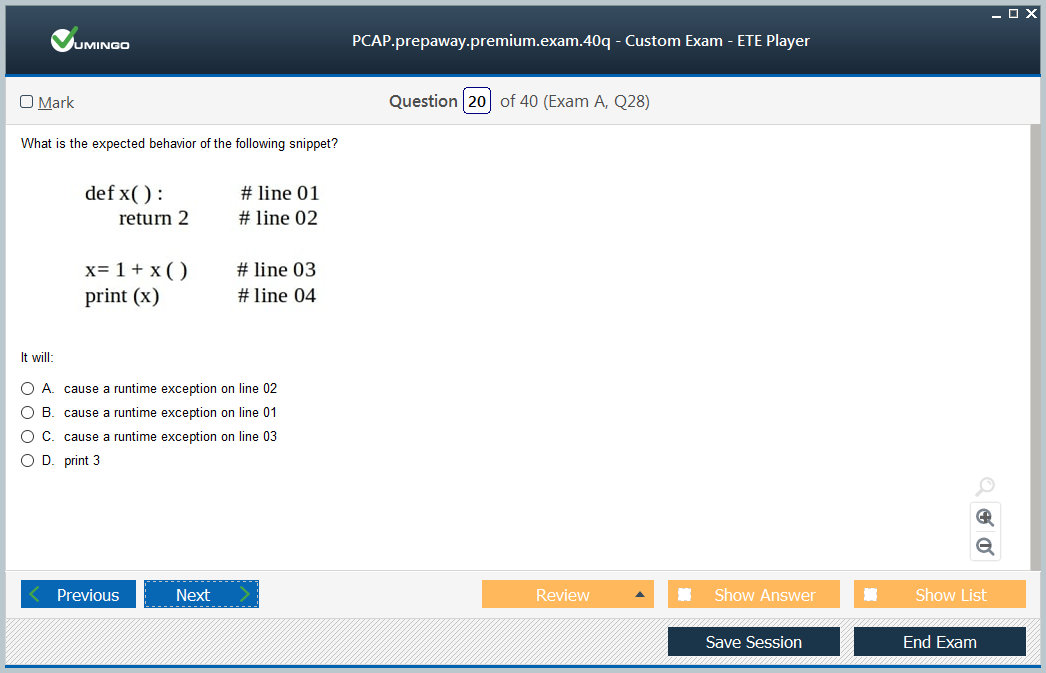 VUMINGO
PCAP.prepaway.premium.exam.40q - Custom Exam - ETE Player
Mark
Question 20 of 40 (Exam A, Q28)
What is the expected behavior of the following snippet?
def x( ) : # line 01
return 2 # line 02
x= 1 + x ( ) # line 03
print (x) # line 04
It will:
A. cause a runtime exception on line 02
B. cause a runtime exception on line 01
C. cause a runtime exception on line 03
D. print 3
Previous Next Review Show Answer Show List
Save Session End Exam